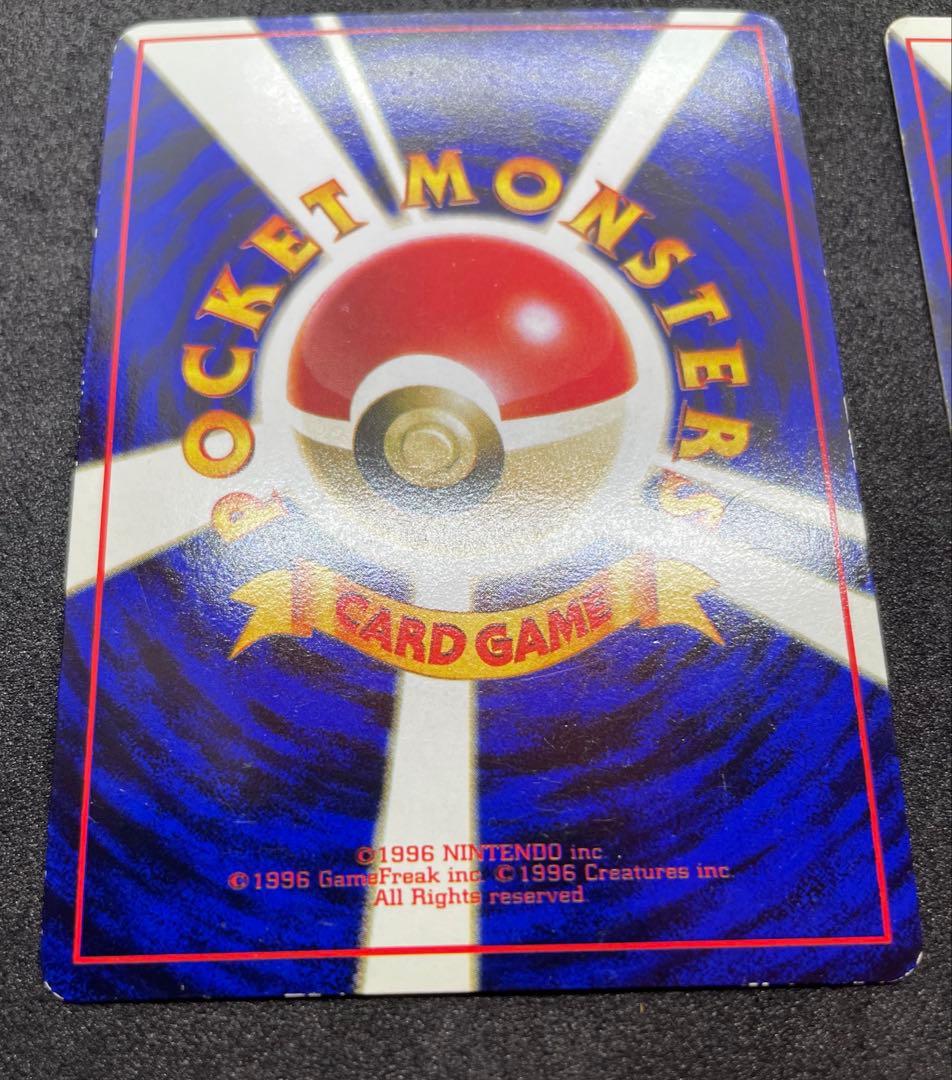 POCKET MONSTERS
CARD GAME
©1996 NINTENDO inc.
©1996 GameFreak inc. ©1996 Creatures inc.
All Rights reserved.